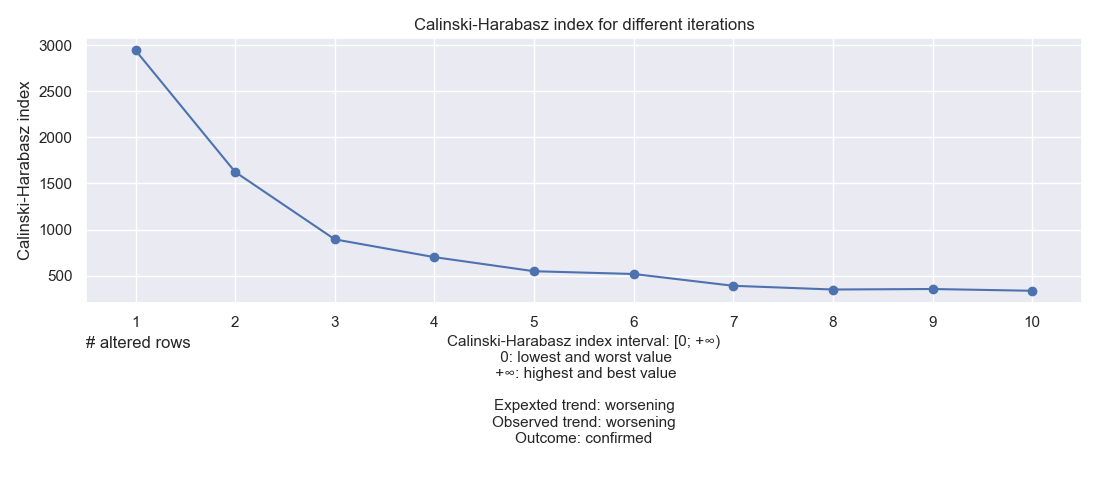 Calinski-Harabasz index for different iterations
Calinski-Harabasz index
3000
2500
2000
1500
1000
500
1 2 3 4 5 6 7 8 9 10
# altered rows
Calinski-Harabasz index interval: [0; +∞)
0: lowest and worst value
+∞: highest and best value
Expexted trend: worsening
Observed trend: worsening
Outcome: confirmed